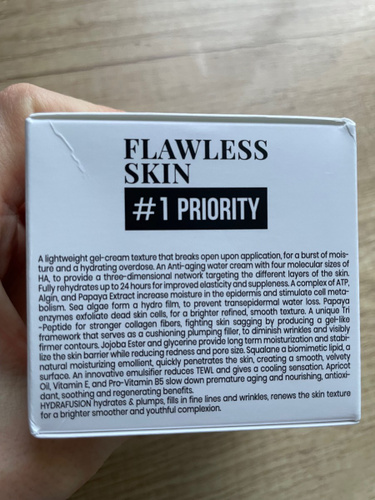 FLAWLESS
SKIN
#1 PRIORITY
A lightweight gel-cream texture that breaks open upon application, for a burst of mois-
ture and a hydrating overdose. An Anti-aging water cream with four molecular sizes of
HA, to provide a three-dimensional network targeting the different layers of the skin.
Fully rehydrates up to 24 hours for improved elasticity and suppleness. A complex of ATP,
Algin, and Papaya Extract increase moisture in the epidermis and stimulate cell meta-
bolism. Sea algae form a hydro film, to prevent transepidermal water loss. Papaya
enzymes exfoliate dead skin cells, for a brighter refined, smooth texture. A unique Tri
-Peptide for stronger collagen fibers, fighting skin sagging by producing a gel-like
framework that serves as a cushioning plumping filler, to diminish wrinkles and visibly
firmer contours. Jojoba Ester and glycerine provide long term moisturization and stabi-
lize the skin barrier while reducing redness and pore size. Squalane a biomimetic lipid, a
natural moisturizing emollient, quickly penetrates the skin, creating a smooth, velvety
surface. An innovative emulsifier reduces TEWL and gives a cooling sensation. Apricot
Oil, Vitamin E, and Pro-Vitamin B5 slow down premature aging and nourishing, antioxi-
dant, soothing and regenerating benefits.
HYDRAFUSION hydrates & plumps, fills in fine lines and wrinkles, renews the skin texture
for a brighter smoother and youthful complexion.